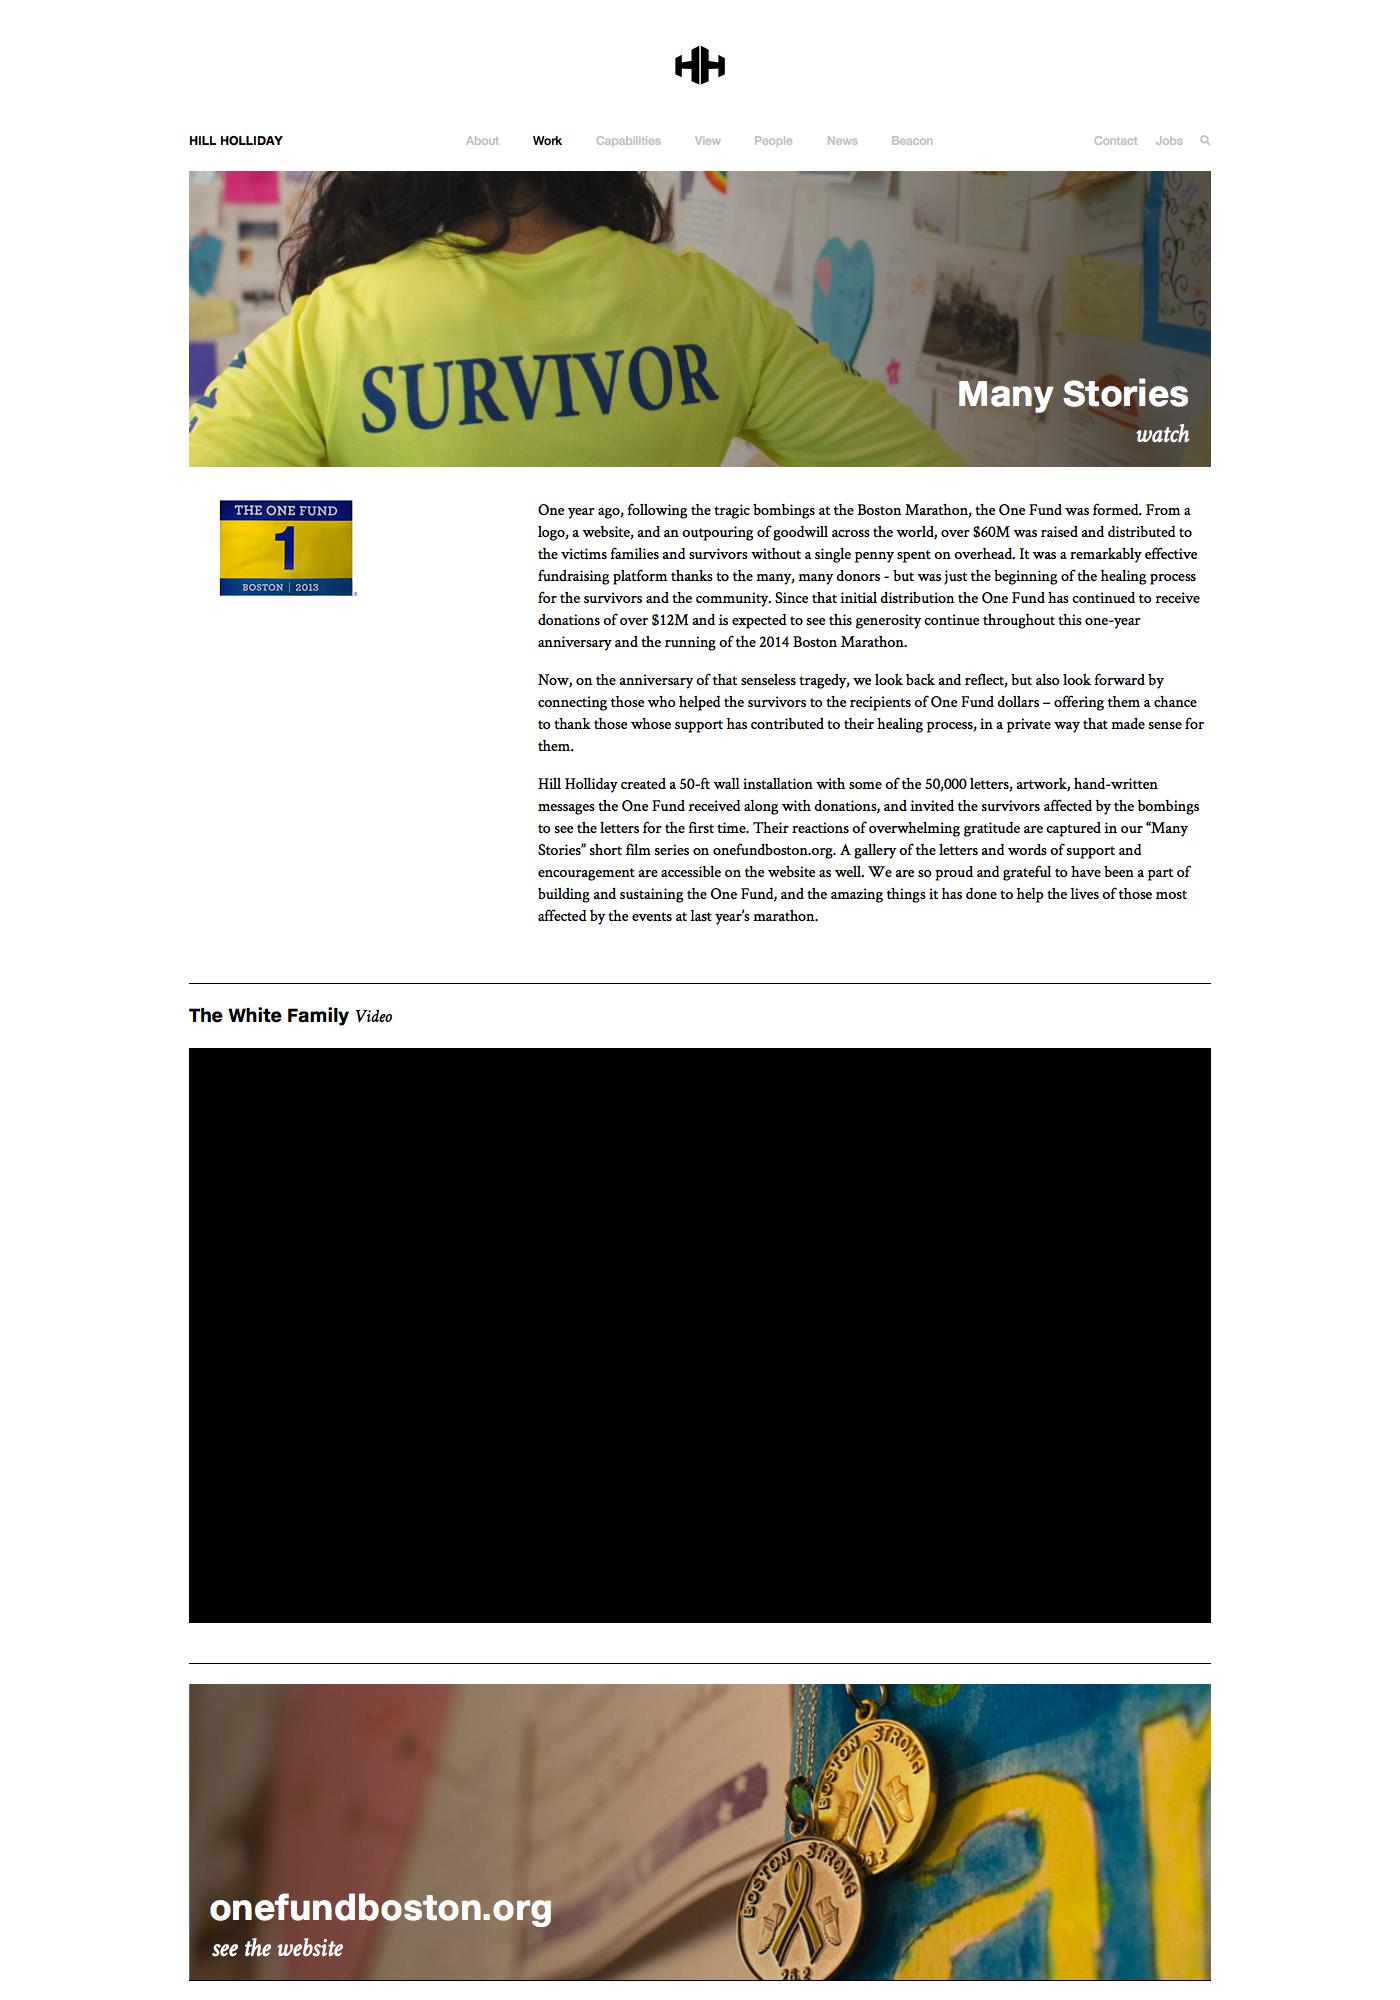 HH
HILL HOLLIDAY
About
Work
Capabilities
View
People
News
Beacon
Contact
Jobs
SURVIVOR
Many Stories
watch
THE ONE FUND
1
BOSTON | 2013
One year ago, following the tragic bombings at the Boston Marathon, the One Fund was formed. From a
logo, a website, and an outpouring of goodwill across the world, over $60M was raised and distributed to
the victims families and survivors without a single penny spent on overhead. It was a remarkably effective
fundraising platform thanks to the many, many donors - but was just the beginning of the healing process
for the survivors and the community. Since that initial distribution the One Fund has continued to receive
donations of over $12M and is expected to see this generosity continue throughout this one-year
anniversary and the running of the 2014 Boston Marathon.
Now, on the anniversary of that senseless tragedy, we look back and reflect, but also look forward by
connecting those who helped the survivors to the recipients of One Fund dollars – offering them a chance
to thank those whose support has contributed to their healing process, in a private way that made sense for
them.
Hill Holliday created a 50-ft wall installation with some of the 50,000 letters, artwork, hand-written
messages the One Fund received along with donations, and invited the survivors affected by the bombings
to see the letters for the first time. Their reactions of overwhelming gratitude are captured in our “Many
Stories” short film series on onefundboston.org. A gallery of the letters and words of support and
encouragement are accessible on the website as well. We are so proud and grateful to have been a part of
building and sustaining the One Fund, and the amazing things it has done to help the lives of those most
affected by the events at last year’s marathon.
The White Family Video
BOSTON STRONG
26.2
BOSTON STRONG
26.2
onefundboston.org
see the website